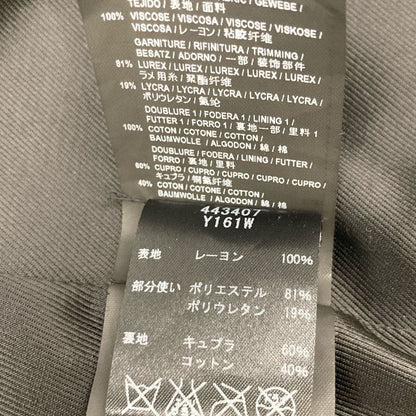 TEJIDO / 表地 / 面料
100% VISCOSE / VISCOSA / VISCOSE / VISKOSE /
VISCOSA / レーヨン / 粘胶纤维
GARNITURE / RIFINITURA / TRIMMING /
BESATZ / ADORNO / 一部 / 装饰部件
81% LUREX / LUREX / LUREX / LUREX / LUREX /
ラメ用糸 / 聚酯纤维
19% LYCRA / LYCRA / LYCRA / LYCRA / LYCRA /
ポリウレタン / 氨纶
DOUBLURE 1 / FODERA 1 / LINING 1 /
FUTTER 1 / FORRO 1 / 裏地一部 / 里料 1
100% COTON / COTONE / COTTON /
BAUMWOLLE / ALGODON / 綿 / 棉
DOUBLURE / FODERA / LINING / FUTTER /
FORRO / 裏地 / 里料
60% CUPRO / CUPRO / CUPRO / CUPRO / CUPRO /
キュプラ / 铜氨纤维
40% COTON / COTONE / COTTON /
BAUMWOLLE / ALGODON / 綿 / 棉
443407
Y161W
表地 レーヨン 100%
部分使い ポリエステル 81%
ポリウレタン 19%
裏地 キュプラ 60%
コットン 40%